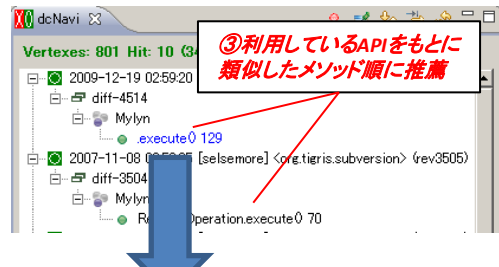 dcNavi
Vertexes: 801 Hit: 10 (34
③利用しているAPIをもとに
類似したメソッド順に推薦
2009-12-19 02:59:20
diff-4514
Mylyn
.execute() 129
2007-11-08 [selsemore] <org.tigris.subversion> (rev3505)
diff-3504
Mylyn
Operation.execute() 70